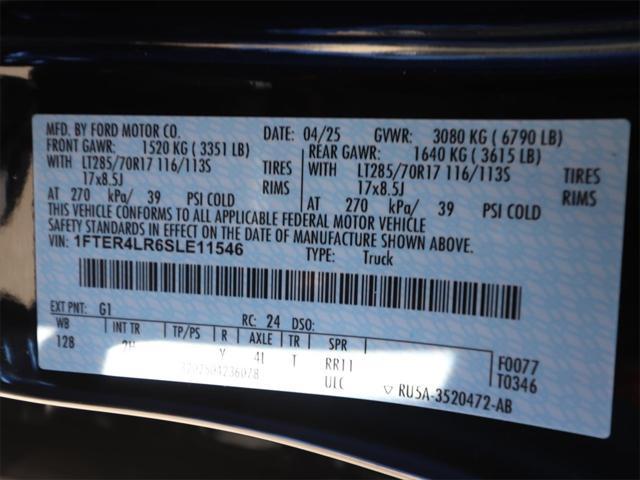 MFD. BY FORD MOTOR CO. DATE: 04/25 GVWR: 3080 KG ( 6790 LB)
FRONT GAWR: 1520 KG ( 3351 LB) REAR GAWR: 1640 KG ( 3615 LB)
WITH LT285/70R17 116/113S TIRES WITH LT285/70R17 116/113S TIRES
17x8.5J RIMS 17x8.5J RIMS
AT 270 kPa/ 39 PSI COLD AT 270 kPa/ 39 PSI COLD
THIS VEHICLE CONFORMS TO ALL APPLICABLE FEDERAL MOTOR VEHICLE
SAFETY STANDARDS IN EFFECT ON THE DATE OF MANUFACTURE SHOWN ABOVE.
VIN: 1FTER4LR6SLE11546 TYPE: Truck
EXT PNT: G1 RC: 24 DSO:
WB INT TR TP/PS R AXLE TR SPR
128 Y 4L T RR11 F0077
ULC T0346
RU5A-3520472-AB